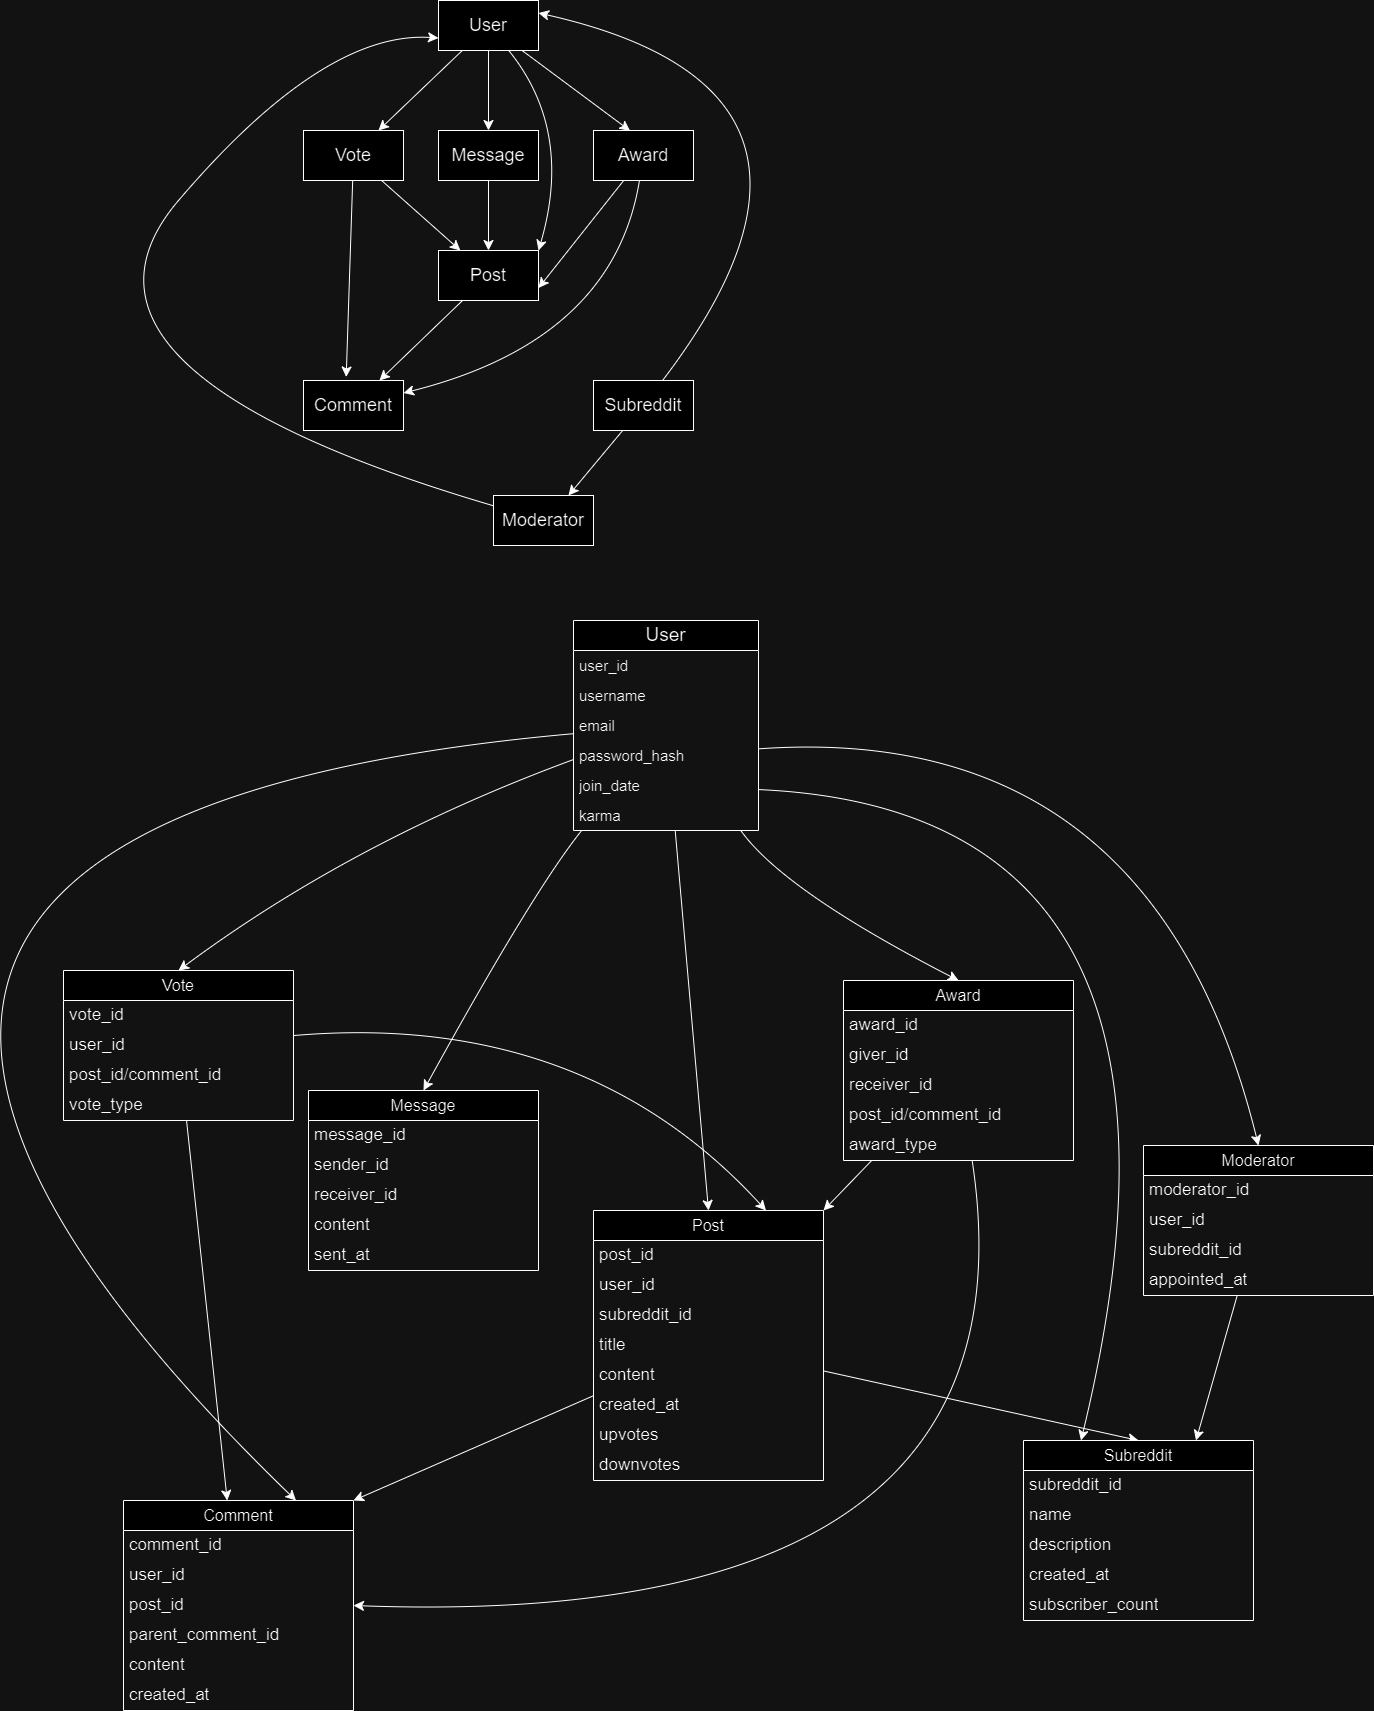 User
Vote
Message
Award
Post
Comment
Subreddit
Moderator
User
user_id
username
email
password_hash
join_date
karma
Vote
vote_id
user_id
post_id/comment_id
vote_type
Message
message_id
sender_id
receiver_id
content
sent_at
Award
award_id
giver_id
receiver_id
post_id/comment_id
award_type
Moderator
moderator_id
user_id
subreddit_id
appointed_at
Post
post_id
user_id
subreddit_id
title
content
created_at
upvotes
downvotes
Subreddit
subreddit_id
name
description
created_at
subscriber_count
Comment
comment_id
user_id
post_id
parent_comment_id
content
created_at